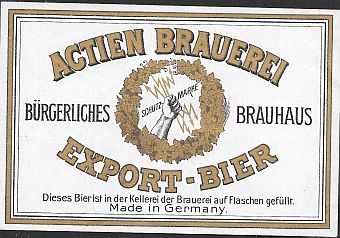 ACTIEN BRAUEREI
SCHUTZ MARKE
BÜRGERLICHES BRAUHAUS
EXPORT-BIER
Dieses Bier ist in der Kellerei der Brauerei auf Flaschen gefüllt.
Made in Germany.